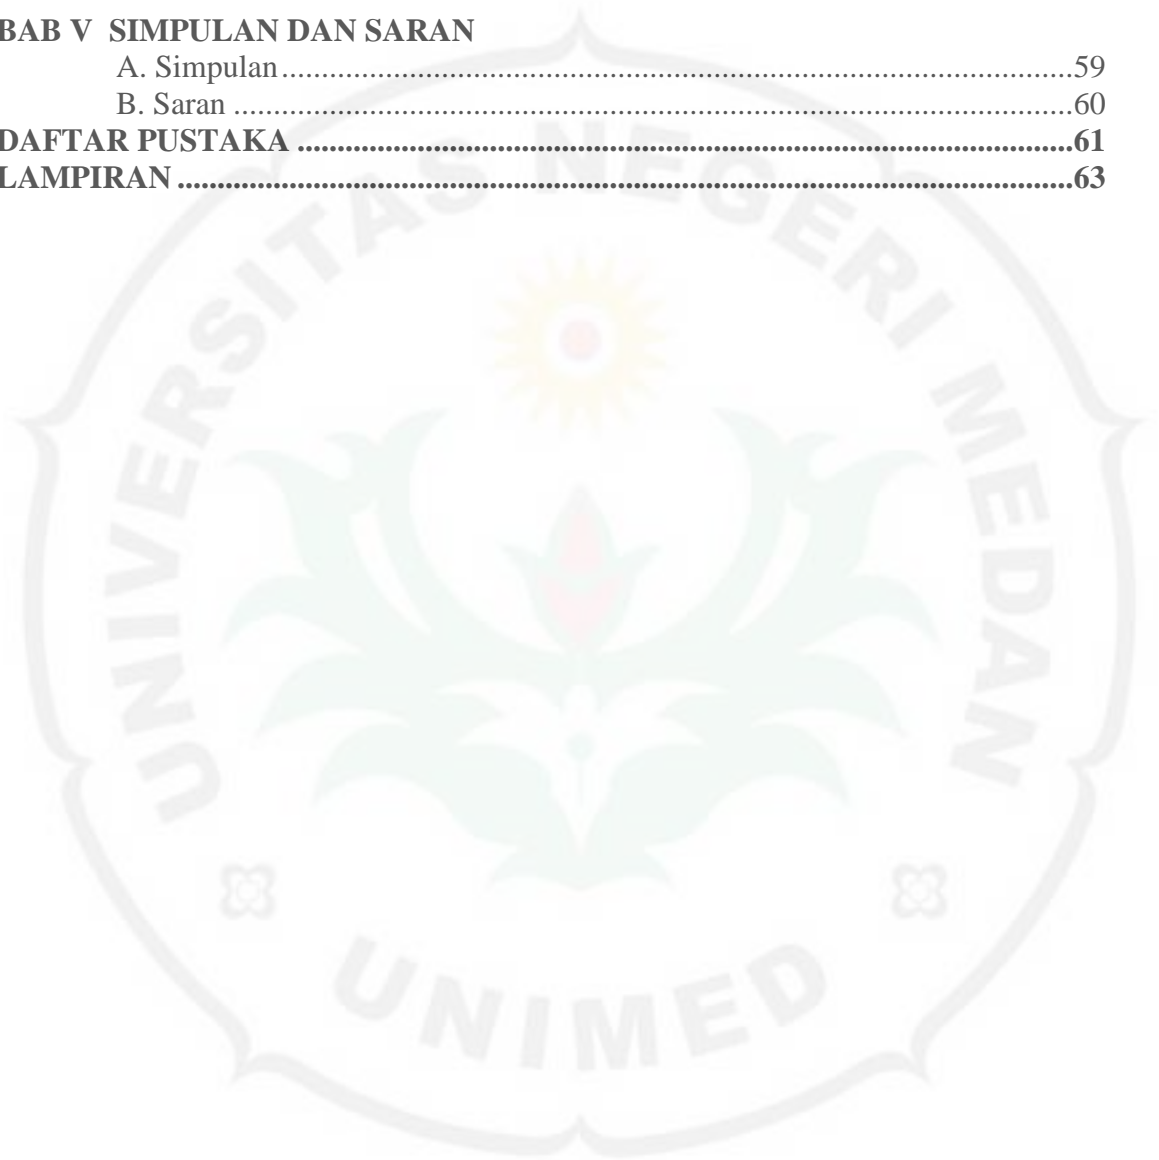 BAB V SIMPULAN DAN SARAN
A. Simpulan....................................................................................................59
B. Saran ..........................................................................................................60
DAFTAR PUSTAKA ..................................................................................................61
LAMPIRAN .................................................................................................................63
UNIVERSITAS NEGERI MEDAN
UNIMED